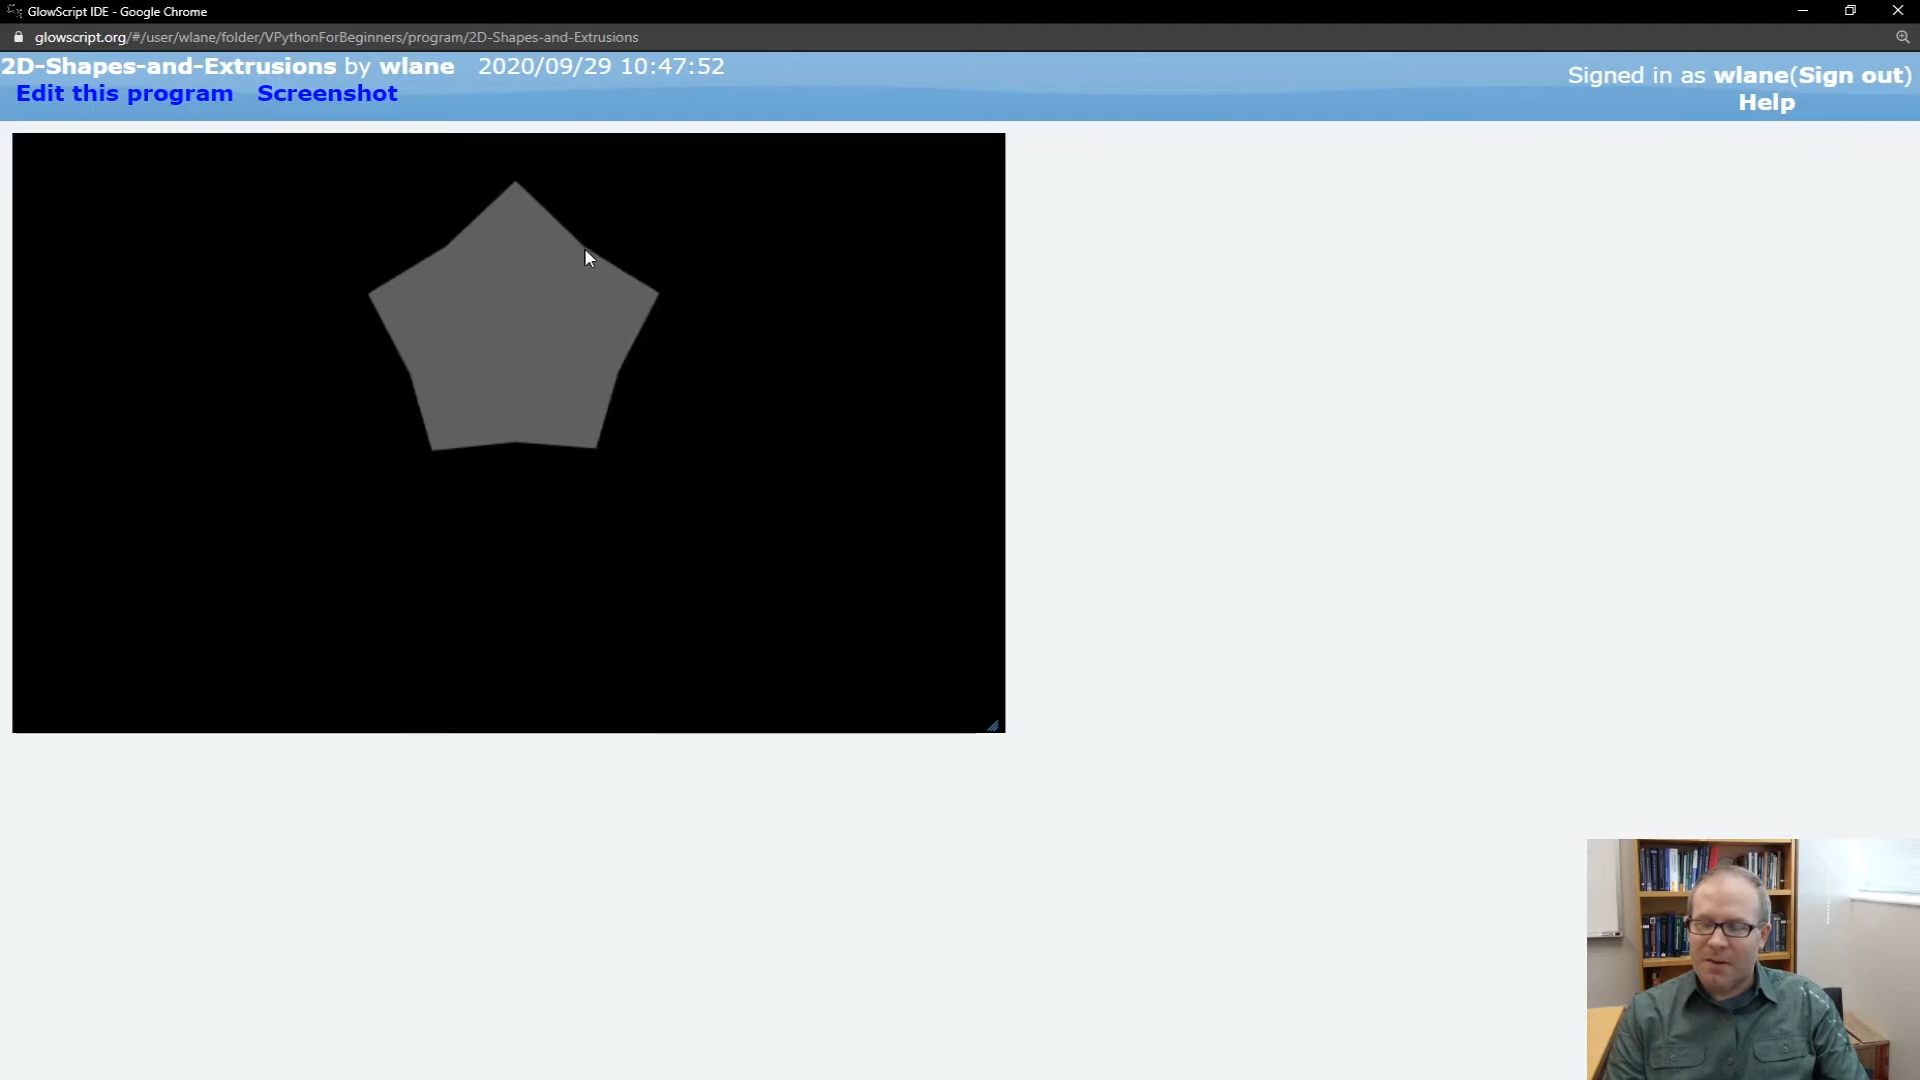 GlowScript IDE - Google Chrome
glowscript.org/#/user/wlane/folder/VPythonForBeginners/program/2D-Shapes-and-Extrusions
2D-Shapes-and-Extrusions by wlane 2020/09/29 10:47:52
Signed in as wlane(Sign out)
Edit this program Screenshot
Help